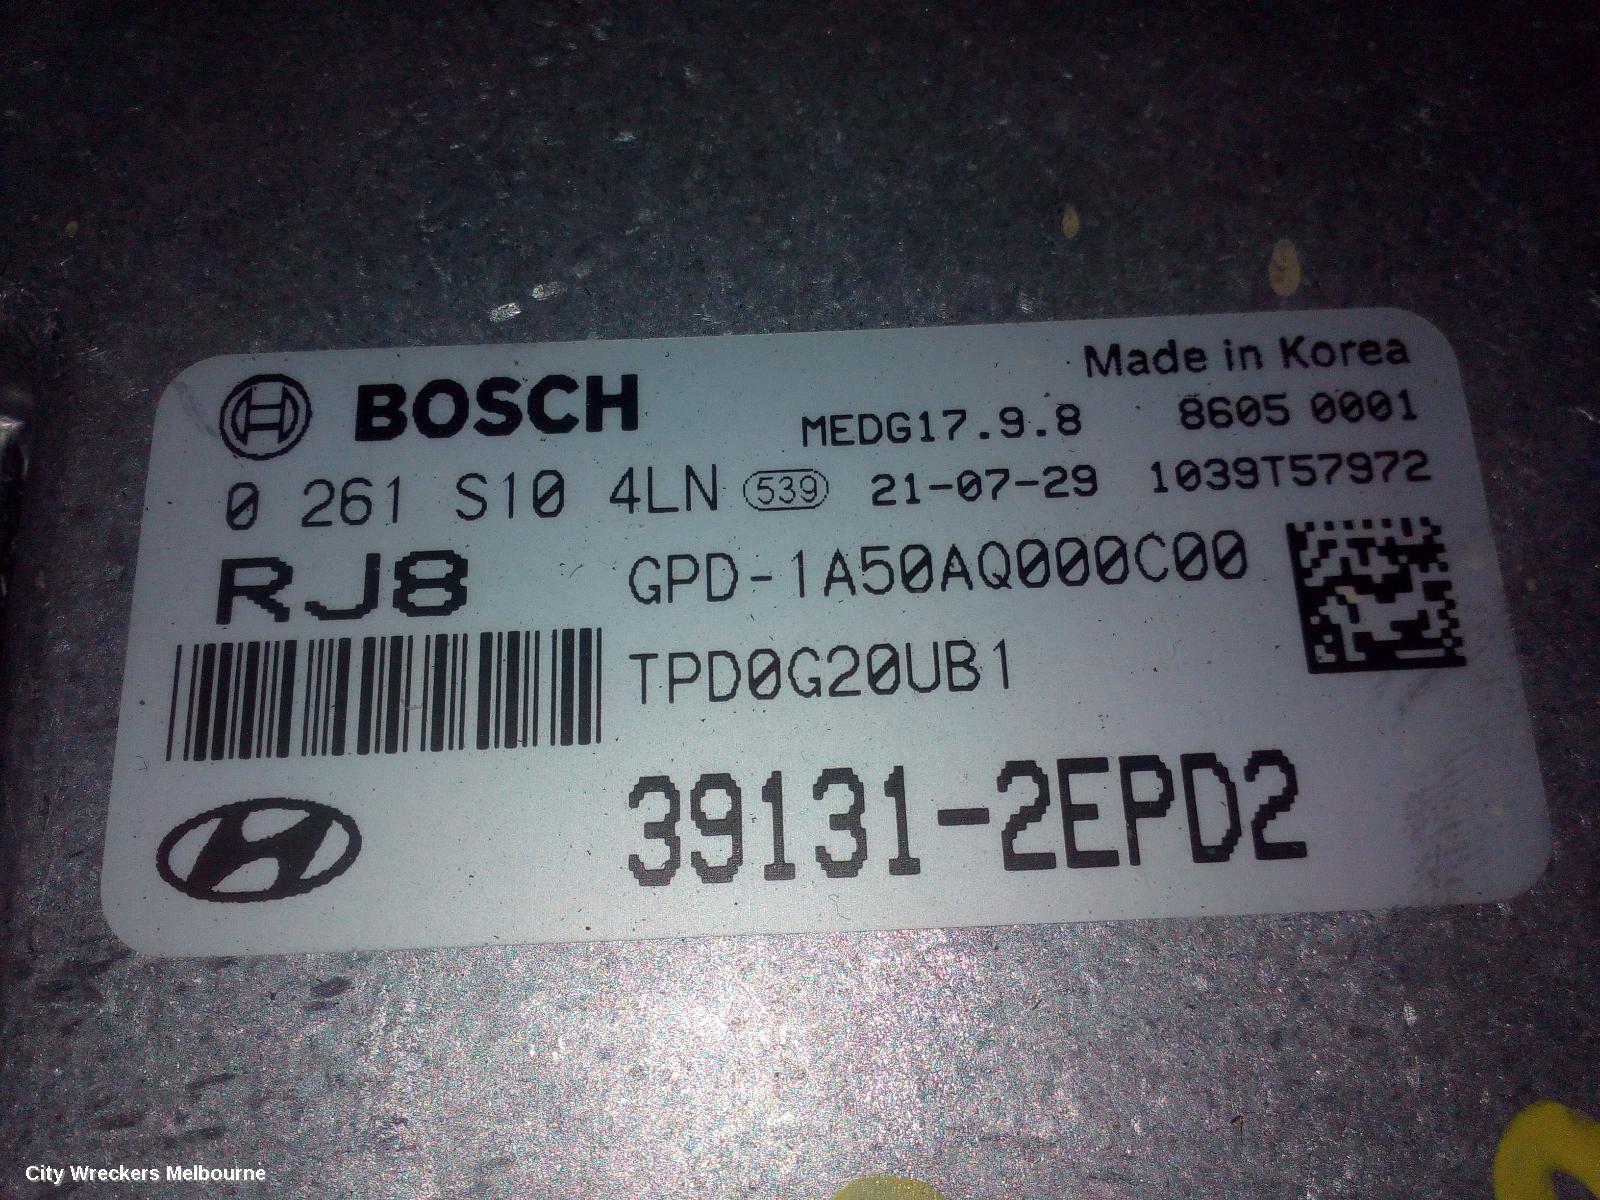 Made in Korea
BOSCH MEDG17.9.8 8605 0001
0 261 S10 4LN 539 21-07-29 1039T57972
RJ8 GPD-1A50AQ000C00
TPD0G20UB1
39131-2EPD2
City Wreckers Melbourne